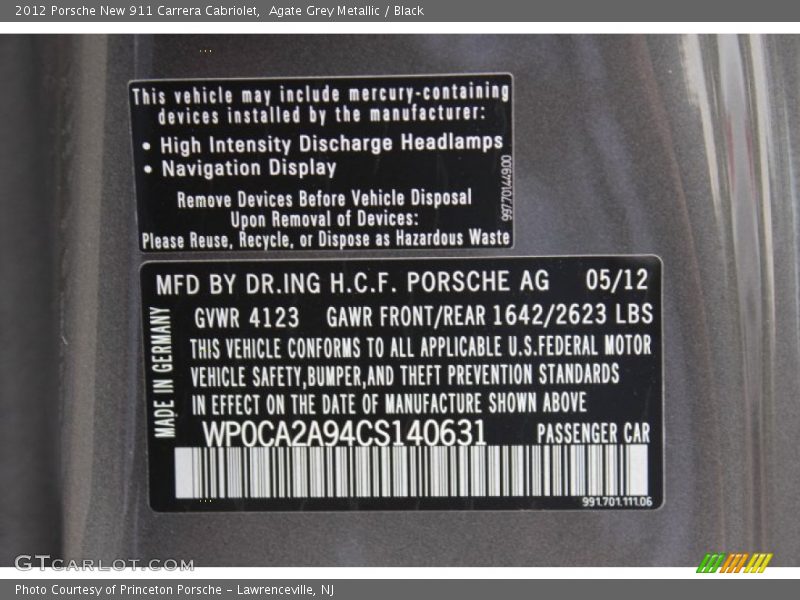 2012 Porsche New 911 Carrera Cabriolet, Agate Grey Metallic / Black
This vehicle may include mercury-containing
devices installed by the manufacturer:
• High Intensity Discharge Headlamps
• Navigation Display
Remove Devices Before Vehicle Disposal
Upon Removal of Devices:
Please Reuse, Recycle, or Dispose as Hazardous Waste
997.701.449.00
MFD BY DR.ING H.C.F. PORSCHE AG 05/12
GVWR 4123 GAWR FRONT/REAR 1642/2623 LBS
THIS VEHICLE CONFORMS TO ALL APPLICABLE U.S.FEDERAL MOTOR
VEHICLE SAFETY,BUMPER,AND THEFT PREVENTION STANDARDS
IN EFFECT ON THE DATE OF MANUFACTURE SHOWN ABOVE
MADE IN GERMANY
WP0CA2A94CS140631 PASSENGER CAR
991.701.111.06
GTCARLOT.COM
Photo Courtesy of Princeton Porsche - Lawrenceville, NJ